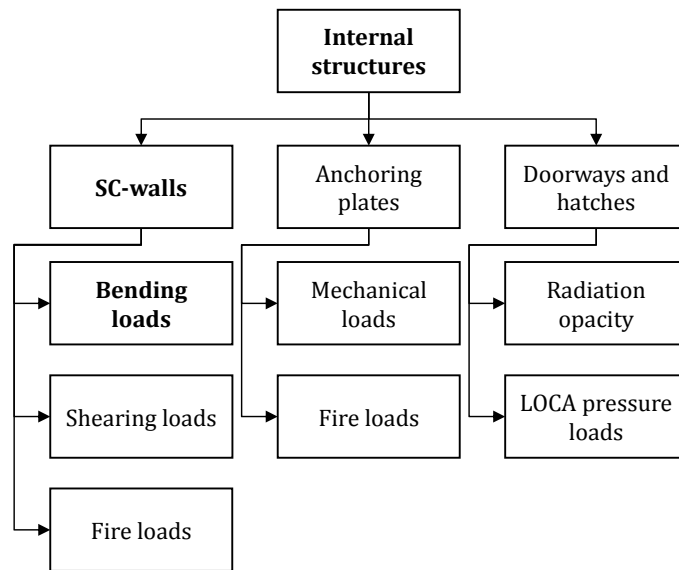 Internal
structures
SC-walls
Anchoring
plates
Doorways and
hatches
Bending
loads
Mechanical
loads
Radiation
opacity
Shearing loads
Fire loads
LOCA pressure
loads
Fire loads